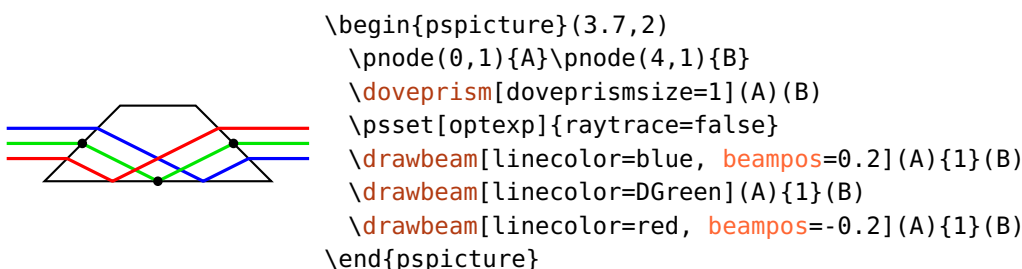 \begin{pspicture}(3.7,2)
\pnode(0,1){A}\pnode(4,1){B}
\doveprism[doveprismsize=1](A)(B)
\psset[optexp]{raytrace=false}
\drawbeam[linecolor=blue, beampos=0.2](A){1}(B)
\drawbeam[linecolor=DGreen](A){1}(B)
\drawbeam[linecolor=red, beampos=-0.2](A){1}(B)
\end{pspicture}